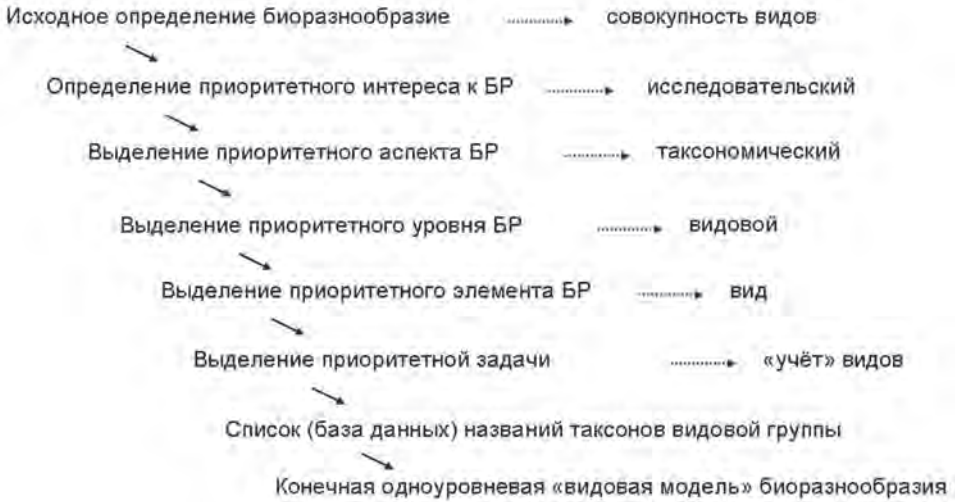 Исходное определение биоразнообразие совокупность видов
Определение приоритетного интереса к БР исследовательский
Выделение приоритетного аспекта БР таксономический
Выделение приоритетного уровня БР видовой
Выделение приоритетного элемента БР вид
Выделение приоритетной задачи «учёт» видов
Список (база данных) названий таксонов видовой группы
Конечная одноуровневая «видовая модель» биоразнообразия